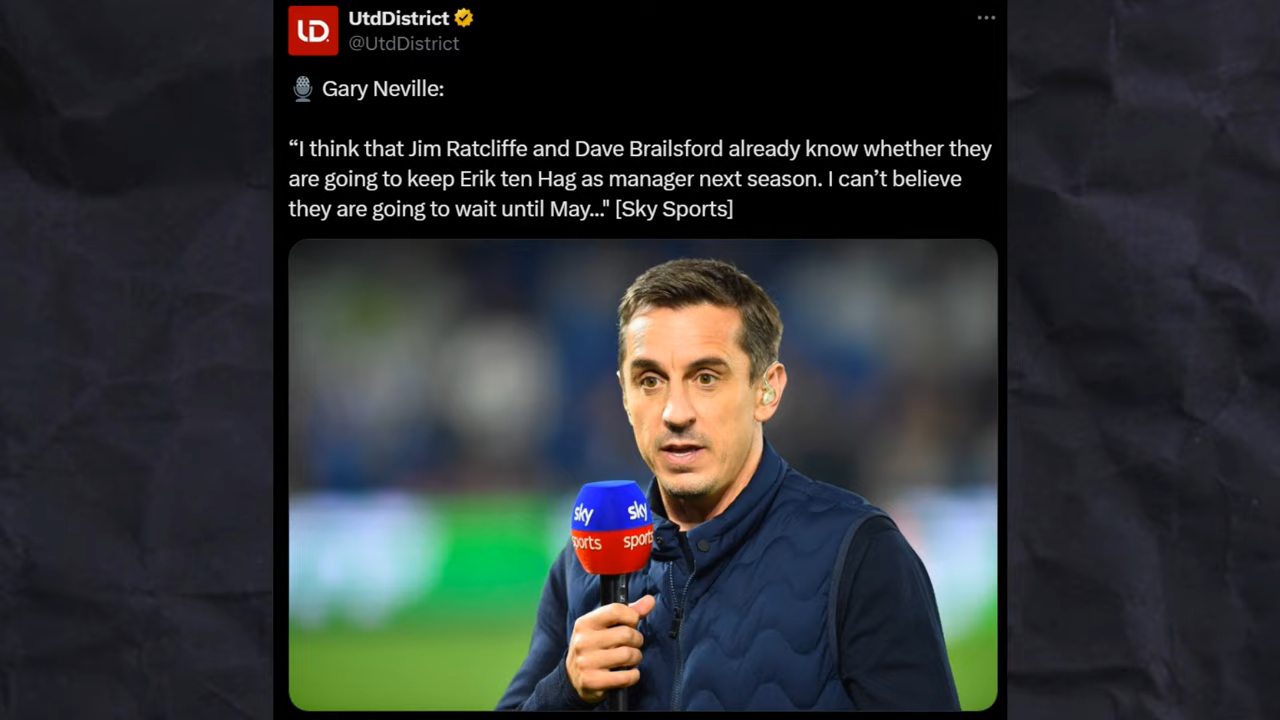 UtdDistrict
@UtdDistrict
UD.
🎙️ Gary Neville:
“I think that Jim Ratcliffe and Dave Brailsford already know whether they
are going to keep Erik ten Hag as manager next season. I can’t believe
they are going to wait until May..." [Sky Sports]
sky sky
sports sports